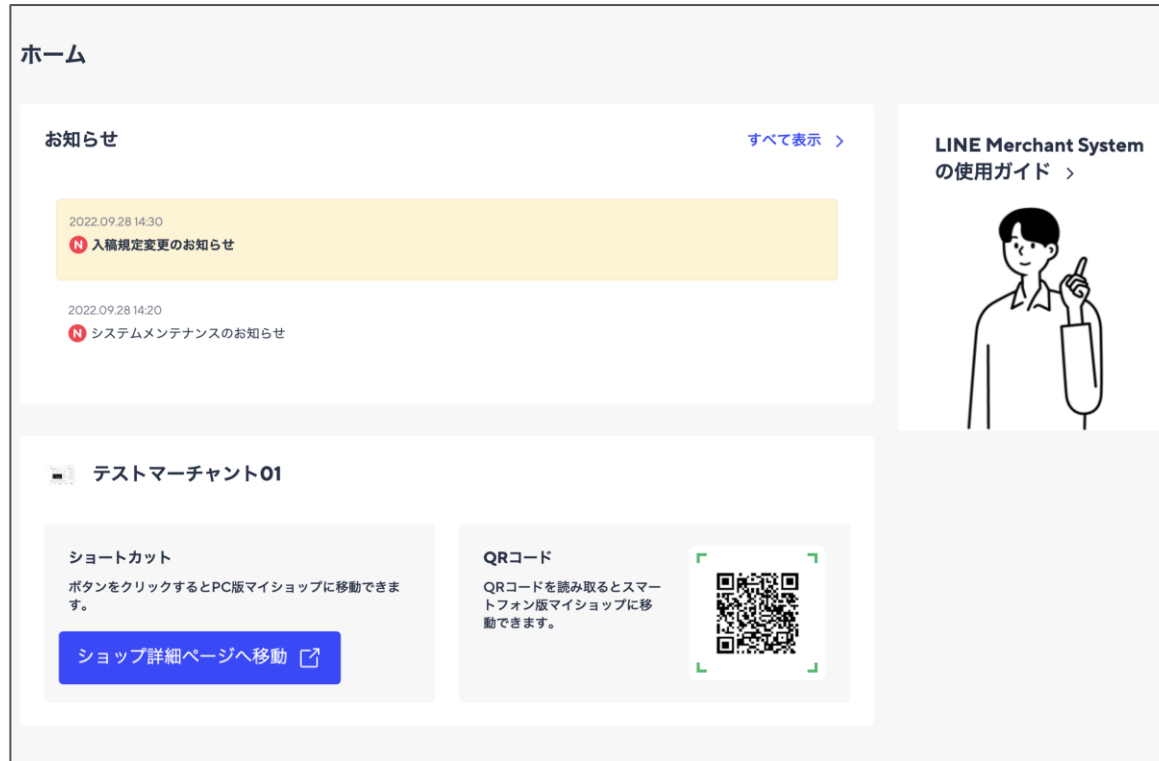 ホーム
お知らせ
すべて表示
2022.09.28 14:30
N 入稿規定変更のお知らせ
2022.09.28 14:20
N システムメンテナンスのお知らせ
LINE Merchant System
の使用ガイド
テストマーチャント01
ショートカット
ボタンをクリックするとPC版マイショップに移動できま
す。
ショップ詳細ページへ移動
QRコード
QRコードを読み取るとスマー
トフォン版マイショップに移
動できます。